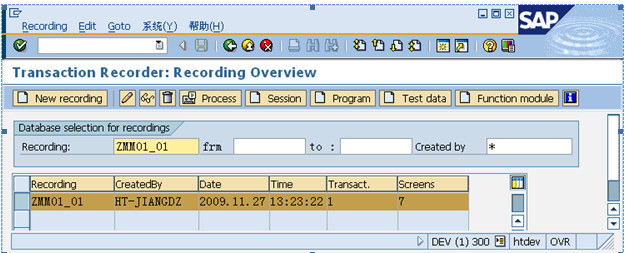 Recording Edit Goto 系统(Y) 帮助(H)
SAP
Transaction Recorder: Recording Overview
New recording Process Session Program Test data Function module
Database selection for recordings
Recording: ZMM01_01 frm to : Created by *
Recording CreatedBy Date Time Transact. Screens
ZMM01_01 HT-JIANGDZ 2009.11.27 13:23:22 1 7
DEV (1) 300 htdev OVR